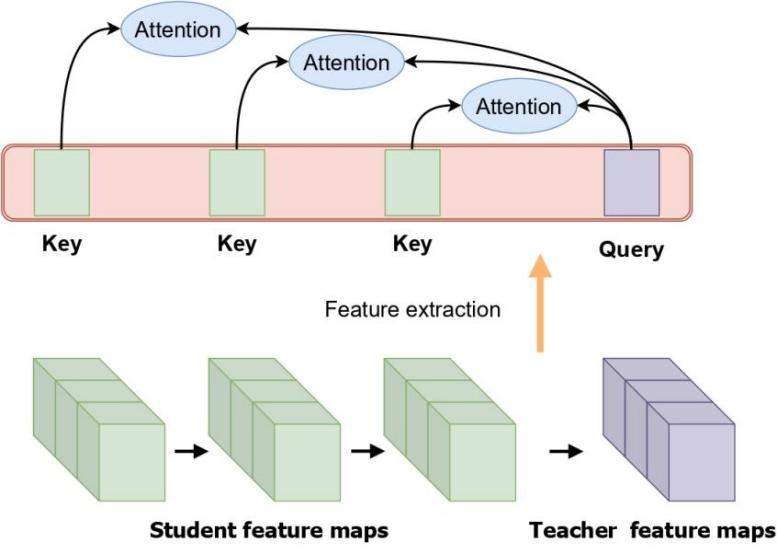 Attention
Attention
Attention
Key
Key
Key
Query
Feature extraction
Student feature maps
Teacher feature maps